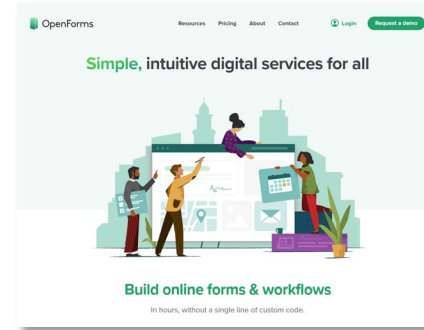 OpenForms
Resources Pricing About Contact Login Request a demo
Simple, intuitive digital services for all
Build online forms & workflows
In hours, without a single line of custom code.